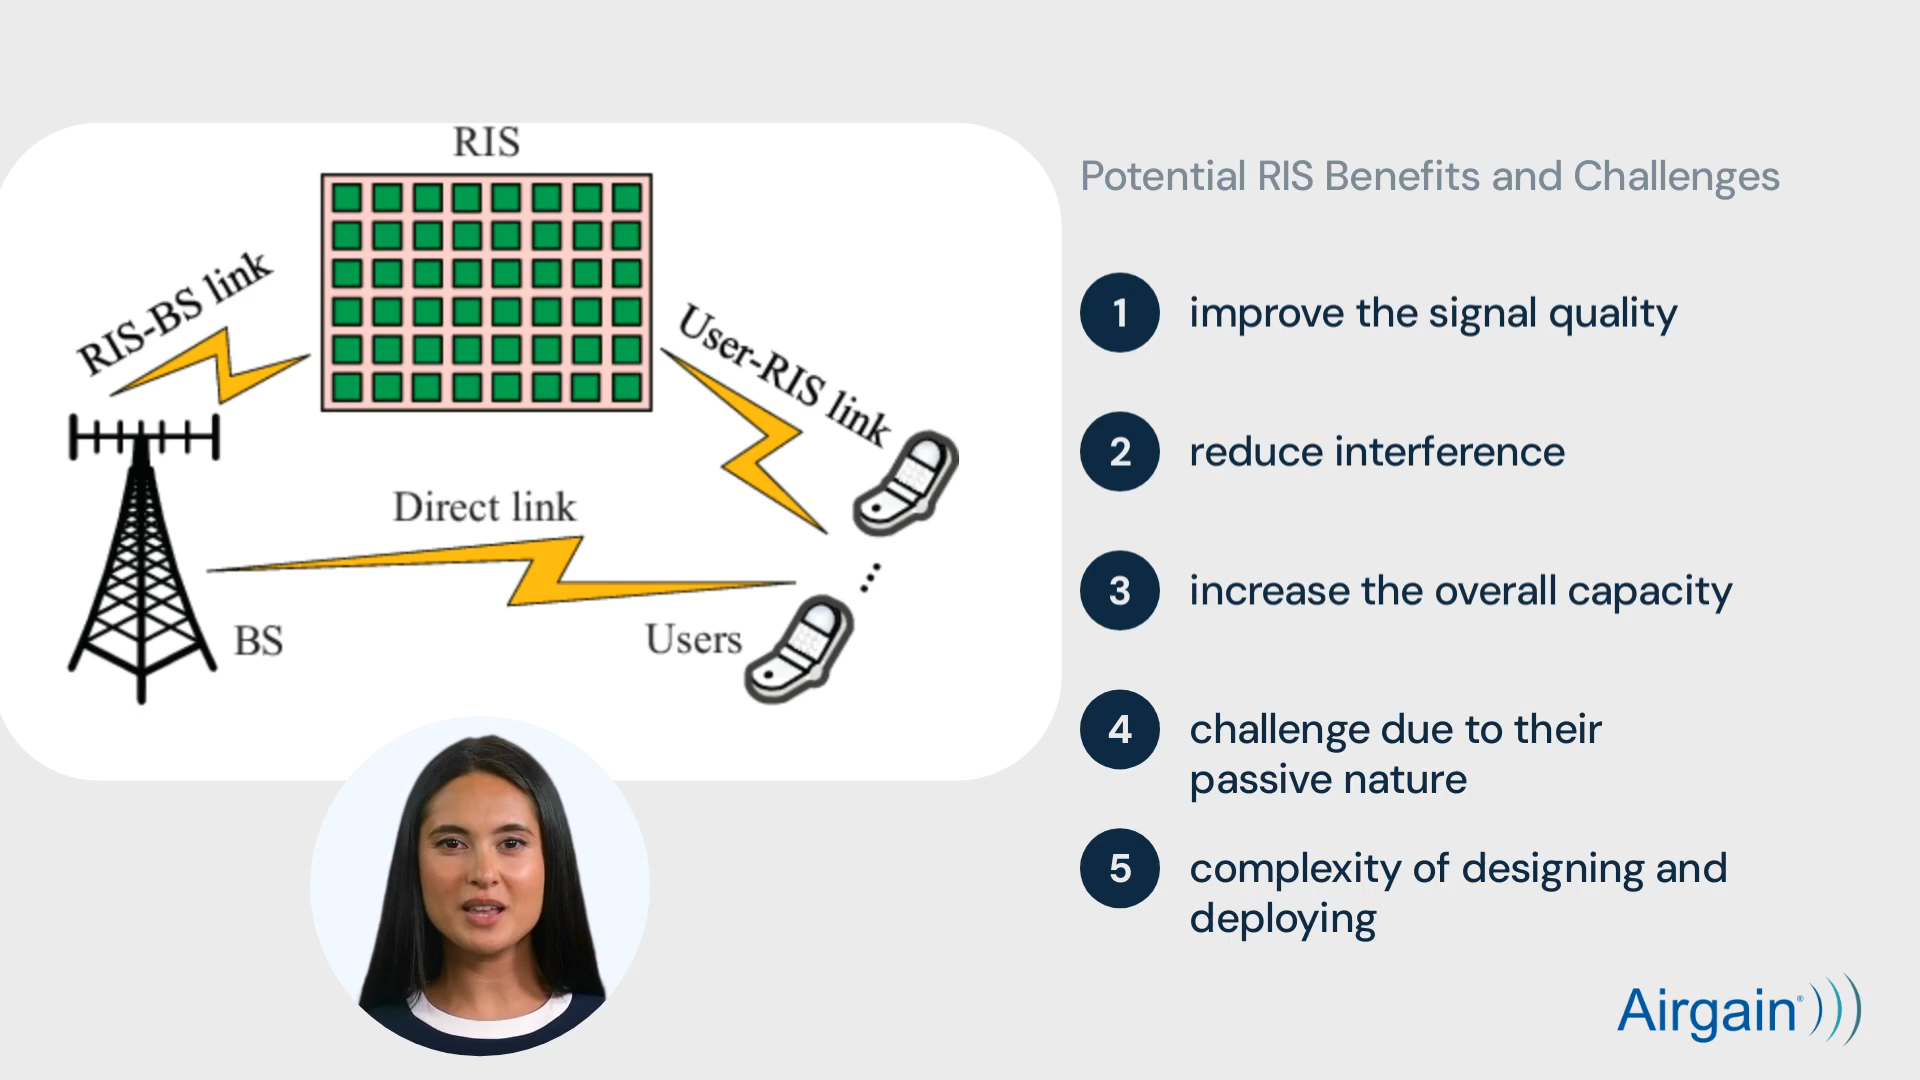 RIS
RIS-BS link
User-RIS link
Direct link
BS
Users
Potential RIS Benefits and Challenges
1 improve the signal quality
2 reduce interference
3 increase the overall capacity
4 challenge due to their
passive nature
5 complexity of designing and
deploying
Airgain®